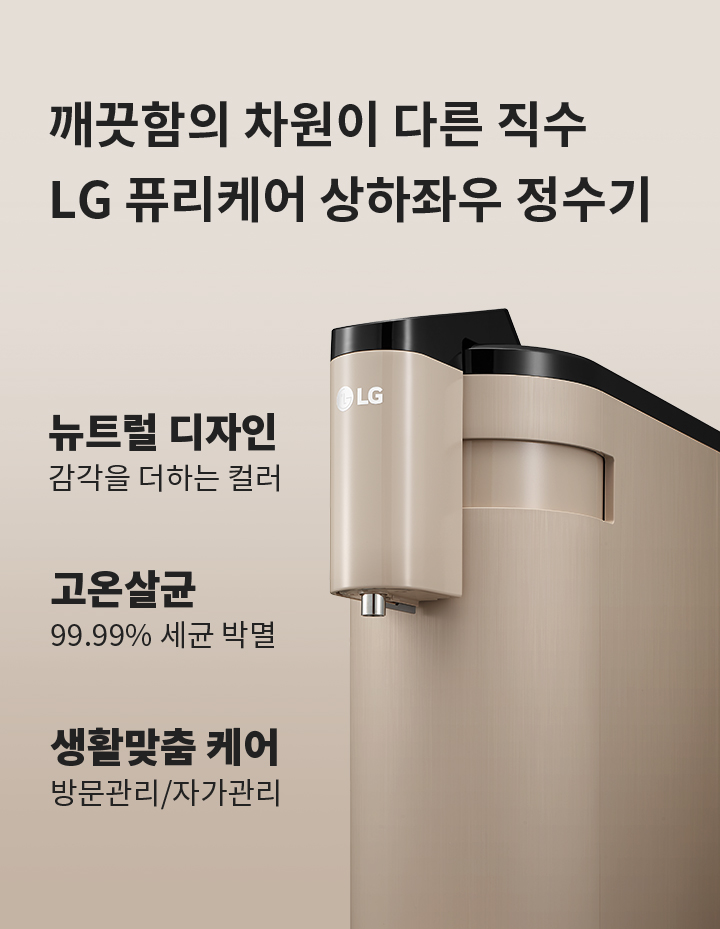 깨끗함의 차원이 다른 직수
LG 퓨리케어 상하좌우 정수기
LG
뉴트럴 디자인
감각을 더하는 컬러
고온살균
99.99% 세균 박멸
생활맞춤 케어
방문관리/자가관리